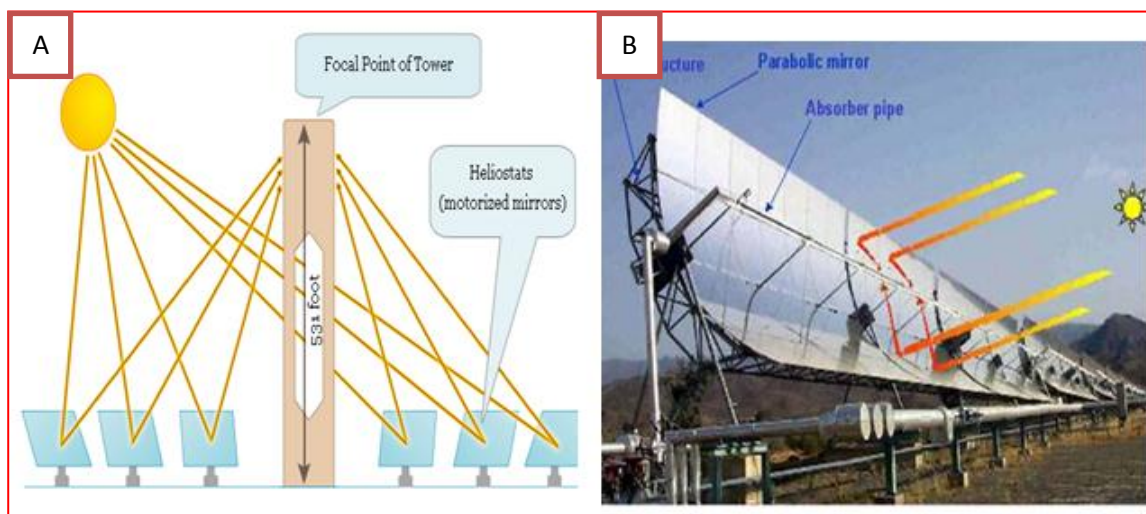 A
Focal Point of Tower
Heliostats
(motorized mirrors)
531 foot
B
ucture
Parabolic mirror
Absorber pipe